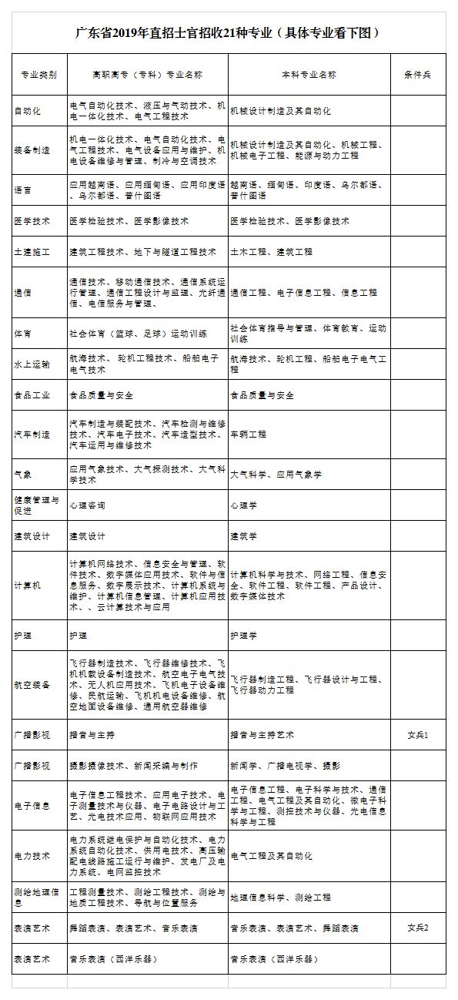 广东省2019年直招士官招收21种专业（具体专业看下图）
专业类别 高职高专（专科）专业名称 本科专业名称 条件兵
自动化 电气自动化技术、液压与气动技术、机 机械设计制造及其自动化
电一体化技术、电气工程技术
装备制造 机电一体化技术、电气自动化技术、电 机械设计制造及其自动化、机械工程、
气工程技术、电气设备应用与维护、机 机械电子工程、能源与动力工程
电设备维修与管理、制冷与空调技术
语言 应用越南语、应用缅甸语、应用印度语 越南语、缅甸语、印度语、乌尔都语、
、乌尔都语、普什图语 普什图语
医学技术 医学检验技术、医学影像技术 医学检验技术、医学影像技术
土建施工 建筑工程技术、地下与隧道工程技术 土木工程、建筑工程
通信 通信技术、移动通信技术、通信系统运 通信工程、电子信息工程、信息工程
行管理、通信工程设计与监理、光纤通
信、电信服务与管理、
体育 社会体育（篮球、足球）运动训练 社会体育指导与管理、体育教育、运动
训练
水上运输 航海技术、 轮机工程技术、船舶电子 航海技术、轮机工程、船舶电子电气工
电气技术 程
食品工业 食品质量与安全 食品质量与安全
汽车制造 汽车制造与装配技术、汽车检测与维修 车辆工程
技术、汽车电子技术、汽车造型技术、
汽车运用与维修技术
气象 应用气象技术、大气探测技术、大气科 大气科学、应用气象学
学技术
健康管理与 心理咨询 心理学
促进
建筑设计 建筑设计 建筑学
计算机 计算机网络技术、信息安全与管理、软 计算机科学与技术、网络工程、信息安
件技术、数字媒体应用技术、软件与信 全、软件工程、软件工程、产品设计、
息服务、数字展示技术、计算机系统与 数字媒体技术
维护、计算机信息管理、计算机应用技
术、、云计算技术与应用
护理 护理 护理学
航空装备 飞行器制造技术、飞行器维修技术、飞 飞行器制造工程、飞行器设计与工程、
机机载设备制造技术、航空电子电气技 飞行器动力工程
术、无人机应用技术、飞机电子设备维
修、民航运输、飞机机电设备维修、航
空地面设备维修、通用航空器维修
广播影视 播音与主持 播音与主持艺术 女兵1
广播影视 摄影摄像技术、新闻采编与制作 新闻学、广播电视学、摄影
电子信息 电子信息工程技术、应用电子技术、电 电子信息工程、电子科学与技术、通信
子测量技术与仪器、电子电路设计与工 工程、电气工程及其自动化、微电子科
艺、光电技术应用、物联网应用技术 学与工程、测控技术与仪器、光电信息
科学与工程
电力技术 电力系统继电保护与自动化技术、电力 电气工程及其自动化
系统自动化技术、供用电技术、高压输
配电线路施工运行与维护、发电厂及电
力系统、电网监控技术
测绘地理信 工程测量技术、测绘工程技术、测绘与 地理信息科学、测绘工程
息 地质工程技术、导航与位置服务
表演艺术 舞蹈表演、表演艺术、音乐表演 音乐表演、表演艺术、舞蹈表演 女兵2
表演艺术 音乐表演（西洋乐器） 音乐表演（西洋乐器）